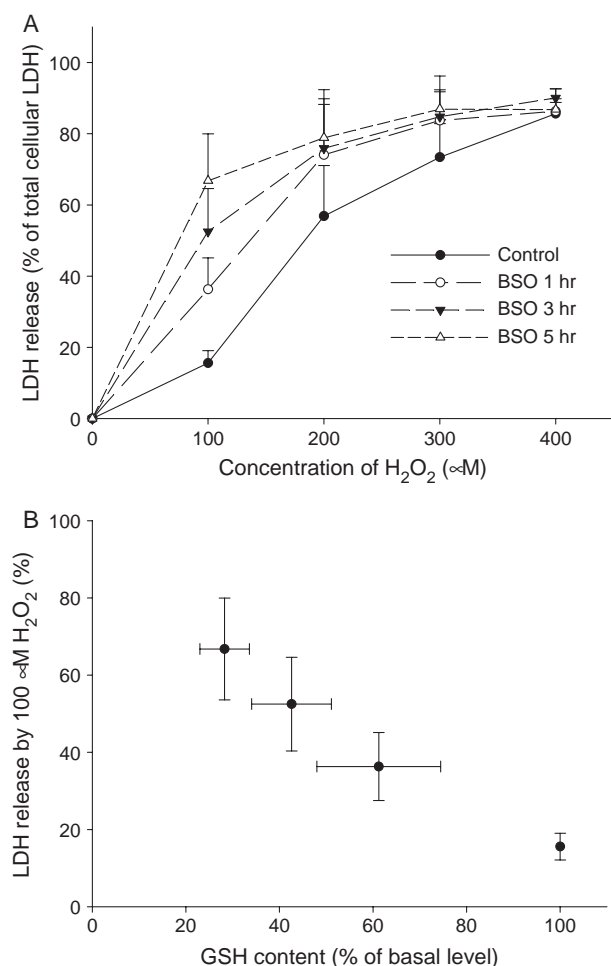 A
LDH release (% of total cellular LDH)
100
80
60
40
20
0
Control
BSO 1 hr
BSO 3 hr
BSO 5 hr
0 100 200 300 400
Concentration of H₂O₂ (∝M)
B
LDH release by 100 ∝M H₂O₂ (%)
100
80
60
40
20
0
0 20 40 60 80 100
GSH content (% of basal level)